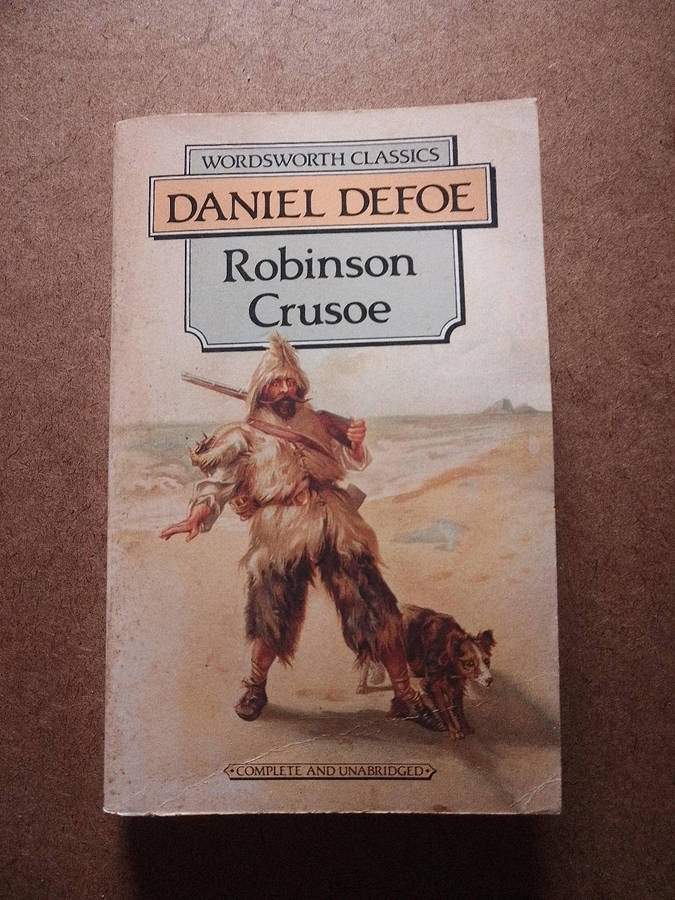 WORDSWORTH CLASSICS
DANIEL DEFOE
Robinson
Crusoe
COMPLETE AND UNABRIDGED